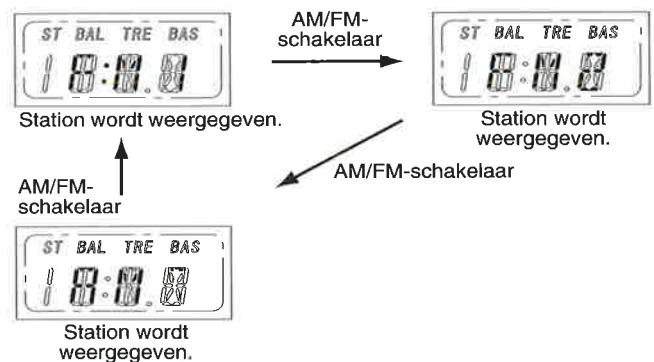 ST BAL TRE BAS
Station wordt weergegeven.
AM/FM-
schakelaar
ST BAL TRE BAS
Station wordt
weergegeven.
AM/FM-schakelaar
AM/FM-
schakelaar
ST BAL TRE BAS
Station wordt
weergegeven.